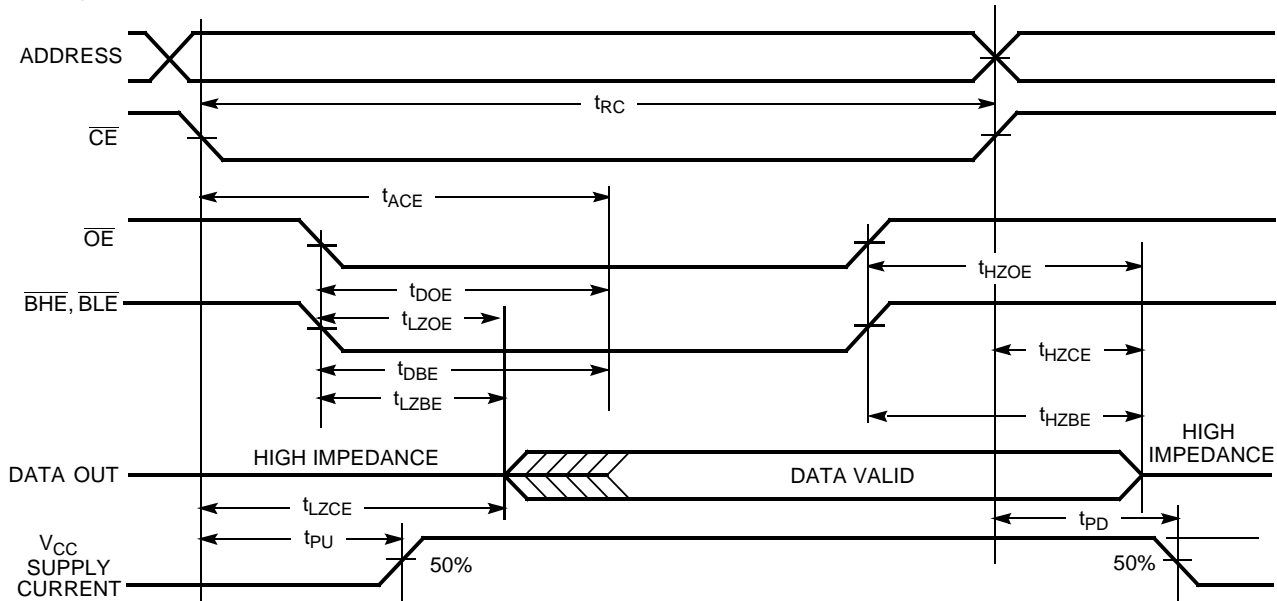 ADDRESS
tRC
CE
tACE
OE
tHZOE
tDOE
BHE, BLE
tLZOE
tHZCE
tDBE
tLZBE
tHZBE
HIGH
IMPEDANCE
HIGH IMPEDANCE
DATA OUT
DATA VALID
tLZCE
tPD
tPU
VCC
SUPPLY
CURRENT
50%
50%